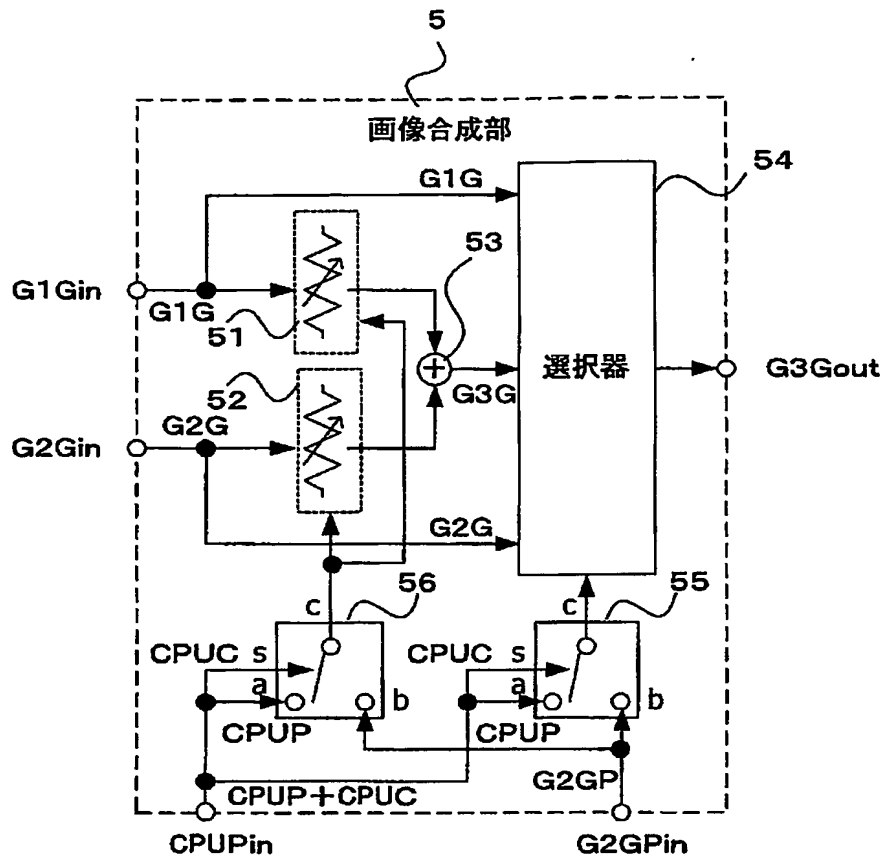 5
画像合成部
G1G
54
53
G1Gin
G1G
51
選択器
G3Gout
52
G3G
G2G
G2Gin
G2G
c
56
c
55
CPUC s
CPUC s
a
b
a
b
CPUP
CPUP
G2GP
CPUP+CPUC
CPUPin
G2GPin